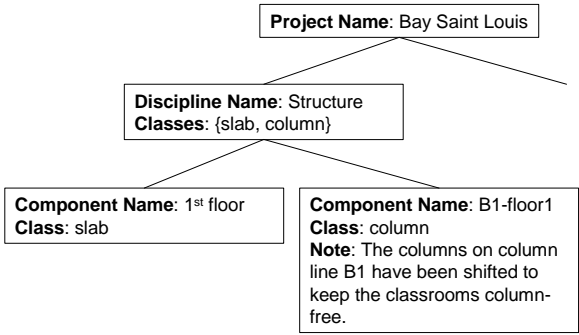 Project Name: Bay Saint Louis
Discipline Name: Structure
Classes: {slab, column}
Component Name: 1st floor
Class: slab
Component Name: B1-floor1
Class: column
Note: The columns on column
line B1 have been shifted to
keep the classrooms column-
free.